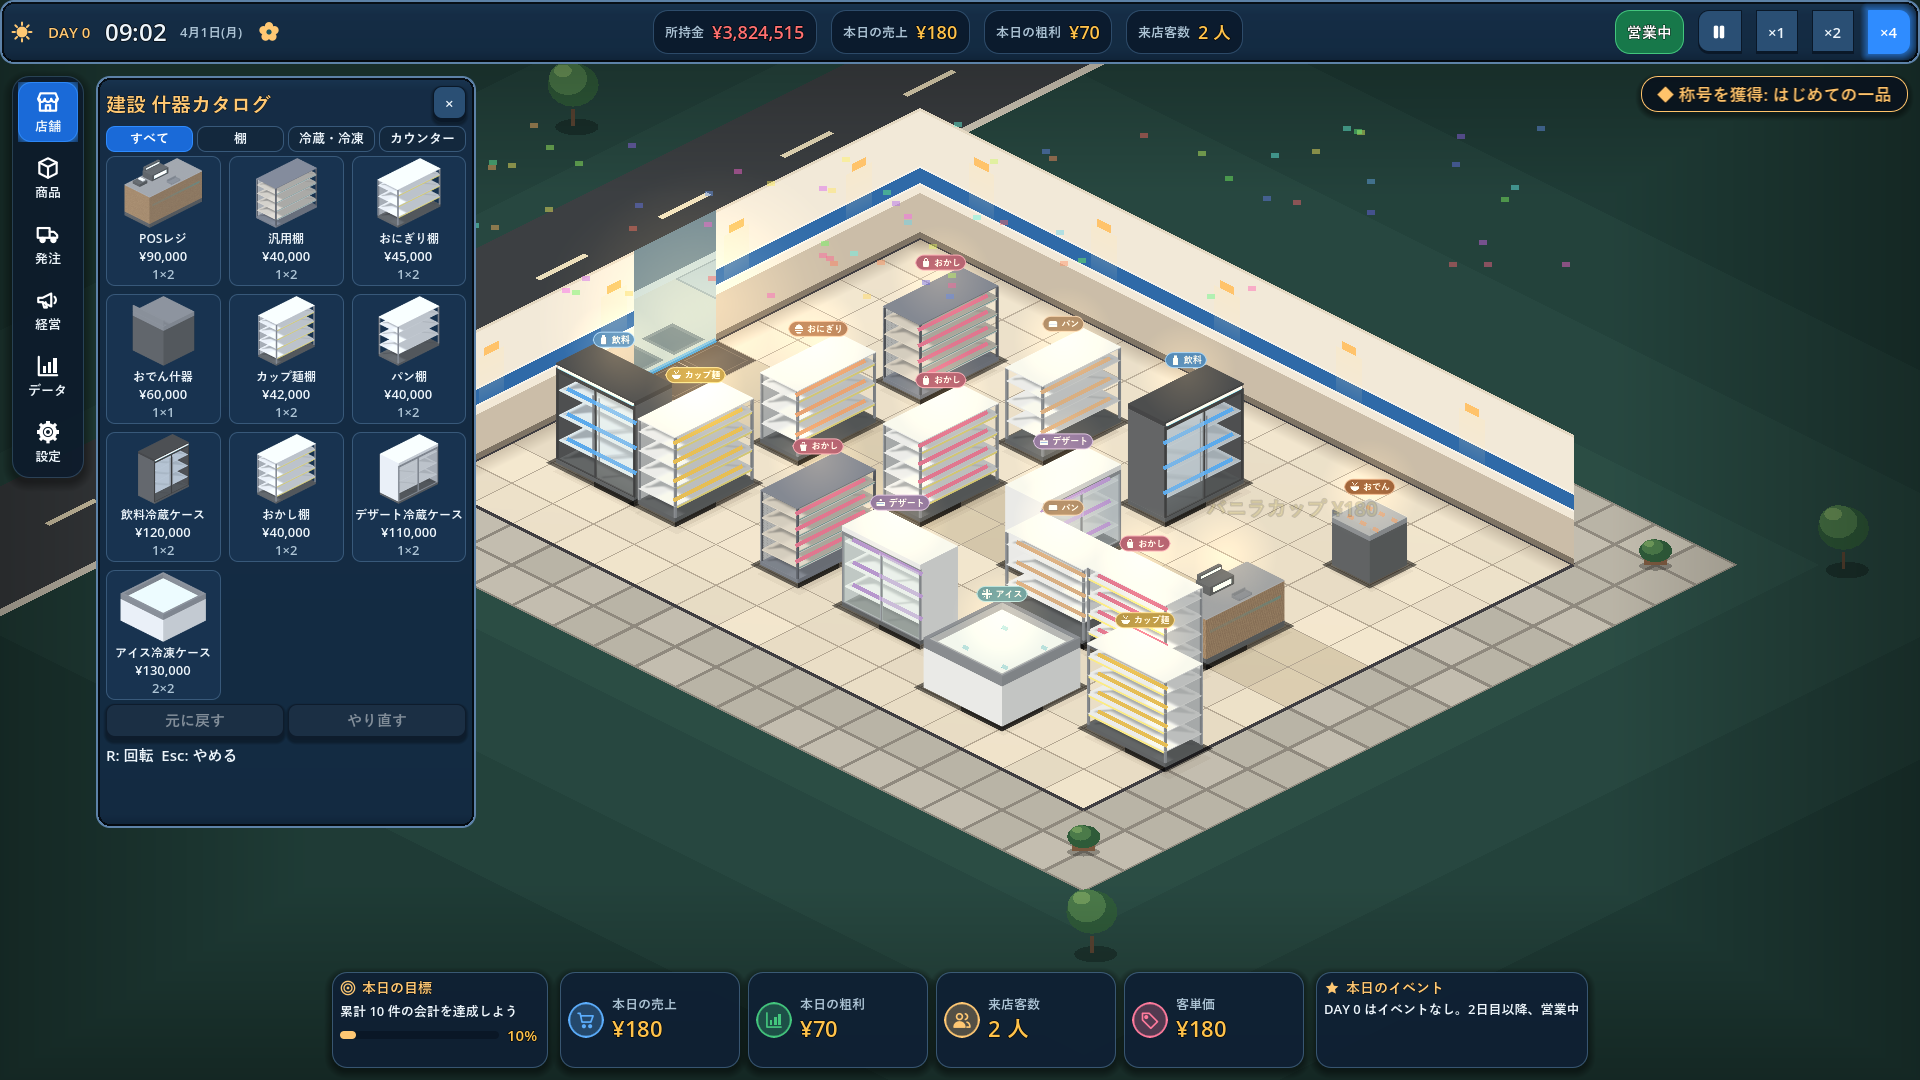 DAY 0 09:02 4月1日(月)
所持金 ¥3,824,515
本日の売上 ¥180
本日の粗利 ¥70
来店客数 2 人
営業中
×1
×2
×4
店舗
商品
発注
経営
データ
設定
建設 什器カタログ
×
すべて
棚
冷蔵・冷凍
カウンター
POSレジ
¥90,000
1×2
汎用棚
¥40,000
1×2
おにぎり棚
¥45,000
1×2
おでん什器
¥60,000
1×1
カップ麺棚
¥42,000
1×2
パン棚
¥40,000
1×2
飲料冷蔵ケース
¥120,000
1×2
おかし棚
¥40,000
1×2
デザート冷蔵ケース
¥110,000
1×2
アイス冷凍ケース
¥130,000
2×2
元に戻す
やり直す
R: 回転 Esc: やめる
◆ 称号を獲得: はじめての一品
おかし
おにぎり
パン
飲料
飲料
カップ麺
おかし
デザート
おかし
おでん
デザート
パン
バニラカップ ¥180
おかし
アイス
カップ麺
本日の目標
累計 10 件の会計を達成しよう
10%
本日の売上
¥180
本日の粗利
¥70
来店客数
2 人
客単価
¥180
本日のイベント
DAY 0 はイベントなし。2日目以降、営業中